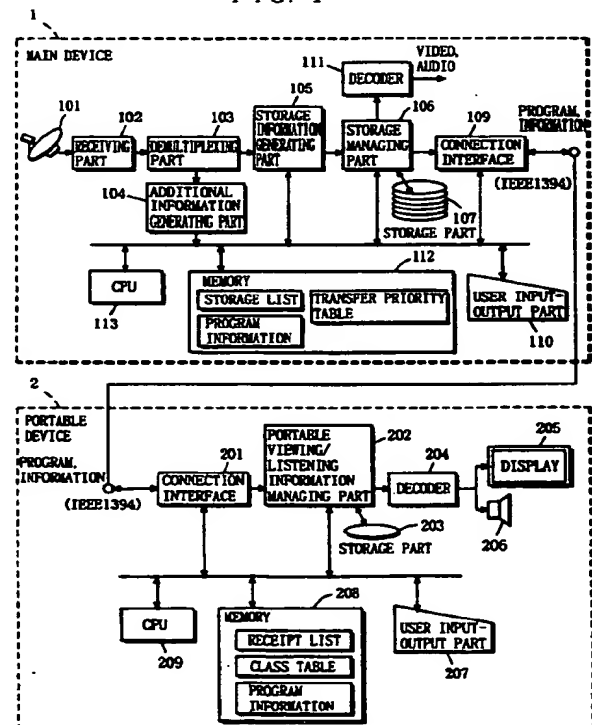 1
MAIN DEVICE
101
RECEIVING
PART
102
DEMULTIPLEXING
PART
103
104
ADDITIONAL
INFORMATION
GENERATING PART
105
STORAGE
INFORMATION
GENERATING
PART
111
DECODER
VIDEO,
AUDIO
106
STORAGE
MANAGING
PART
107
STORAGE PART
109
CONNECTION
INTERFACE
PROGRAM,
INFORMATION
(IEEE1394)
CPU
113
112
MEMORY
STORAGE LIST
PROGRAM
INFORMATION
TRANSFER PRIORITY
TABLE
USER INPUT-
OUTPUT PART
110
2
PORTABLE
DEVICE
PROGRAM,
INFORMATION
(IEEE1394)
201
CONNECTION
INTERFACE
202
PORTABLE
VIEWING/
LISTENING
INFORMATION
MANAGING PART
203
STORAGE PART
204
DECODER
205
DISPLAY
206
CPU
209
208
MEMORY
RECEIPT LIST
CLASS TABLE
PROGRAM
INFORMATION
USER INPUT-
OUTPUT PART
207